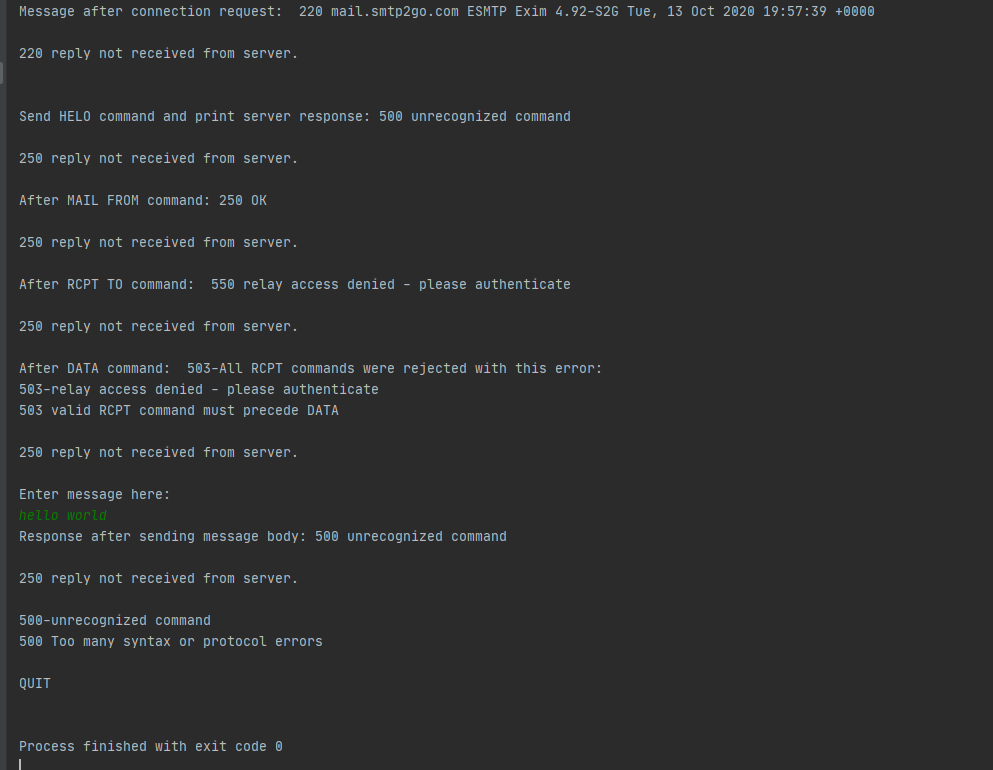 Message after connection request:  220 mail.smtp2go.com ESMTP Exim 4.92-S2G Tue, 13 Oct 2020 19:57:39 +0000
220 reply not received from server.
Send HELO command and print server response: 500 unrecognized command
250 reply not received from server.
After MAIL FROM command: 250 OK
250 reply not received from server.
After RCPT TO command:  550 relay access denied - please authenticate
250 reply not received from server.
After DATA command:  503-All RCPT commands were rejected with this error:
503-relay access denied - please authenticate
503 valid RCPT command must precede DATA
250 reply not received from server.
Enter message here:
hello world
Response after sending message body: 500 unrecognized command
250 reply not received from server.
500-unrecognized command
500 Too many syntax or protocol errors
QUIT
Process finished with exit code 0